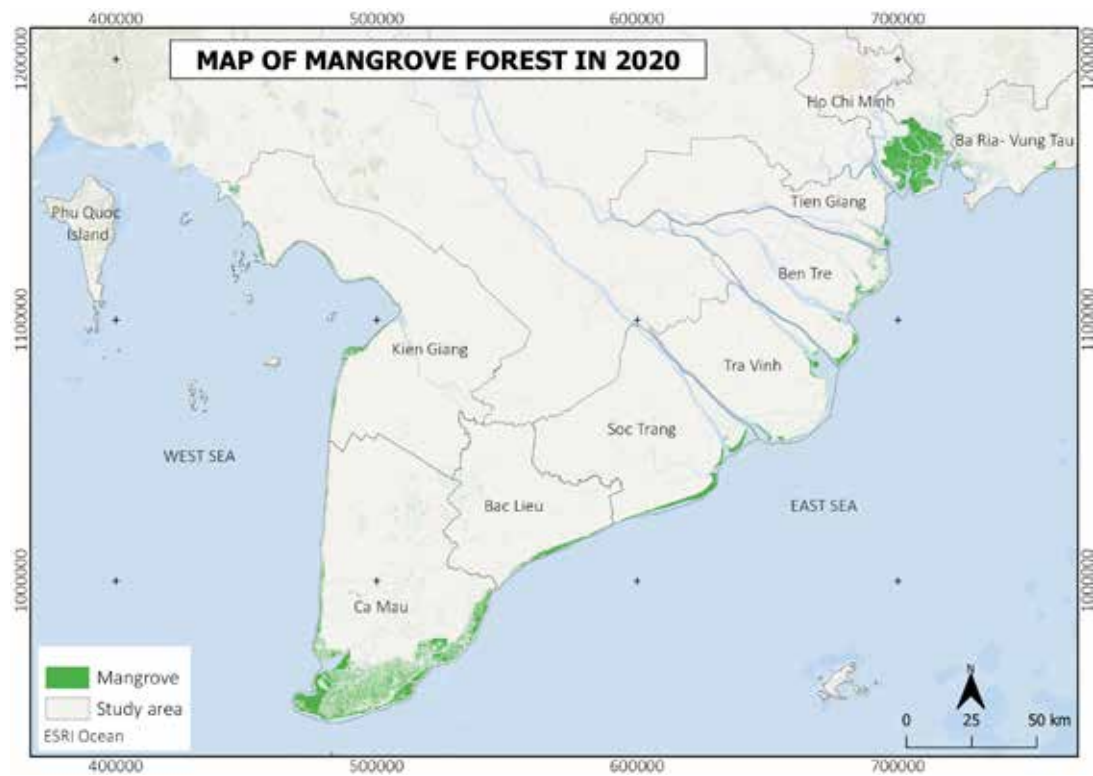 400000 500000 600000 700000
MAP OF MANGROVE FOREST IN 2020
1200000
1200000
Ho Chi Minh
Ba Ria- Vung Tau
Phu Quoc
Island
Tien Giang
Ben Tre
1100000
1100000
Kien Giang
Tra Vinh
Soc Trang
WEST SEA
Bac Lieu
EAST SEA
1000000
1000000
Ca Mau
Mangrove
Study area
ESRI Ocean
N
0 25 50 km
400000 500000 600000 700000